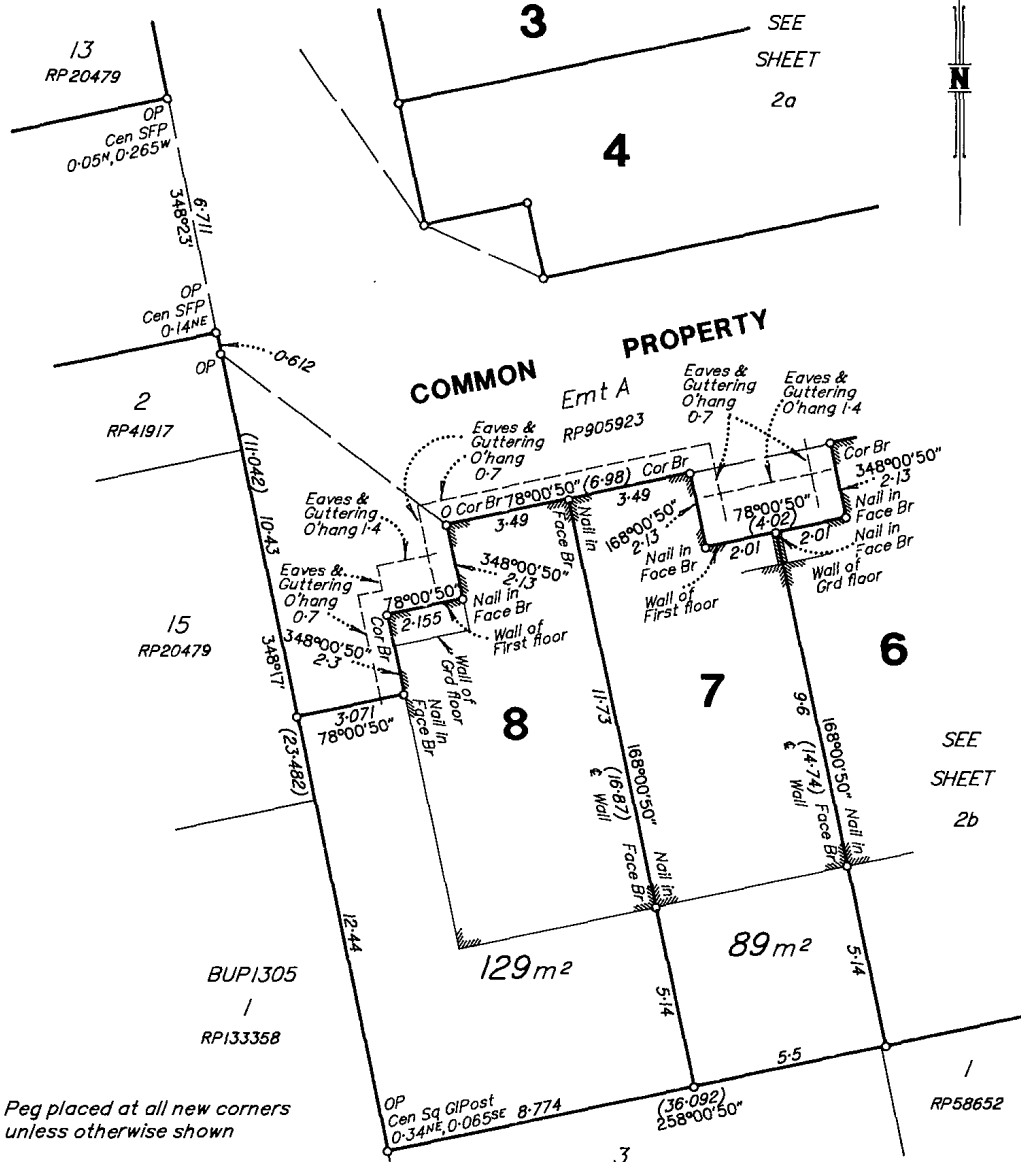 3
SEE
SHEET
2a
N
13
RP20479
OP
Cen SFP
0·05N, 0·265W
4
6·711
348°23'
OP
Cen SFP
0·14NE
OP
0·612
COMMON PROPERTY
Emt A
RP905923
2
RP41917
(11·042)
10·43
Eaves &
Guttering
O'hang
0·7
Eaves &
Guttering
O'hang
0·7
Eaves &
Guttering
O'hang 1·4
O Cor Br
78°00'50"
(6·98)
Cor Br
3·49
3·49
Cor Br
348°00'50"
2·13
Nail in
Face Br
168°00'50"
2·13
78°00'50"
(4·02)
2·01
2·01
Nail in
Face Br
Nail in
Face Br
Nail in
Face Br
Wall of
First floor
Wall of
Grd floor
Eaves &
Guttering
O'hang 1·4
348°00'50"
2·13
Eaves &
Guttering
O'hang
0·7
78°00'50"
2·155
Nail in
Face Br
Wall of
First floor
Cor Br
348°00'50"
2·3
Wall of
Grd floor
Nail in
Face Br
15
RP20479
348°17'
3·071
78°00'50"
(23·482)
8
7
6
11·73
168°00'50"
(16·87)
℄ Wall
Face Br
Nail in
9·6
168°00'50"
(14·74)
℄ Wall
Face Br
Nail in
SEE
SHEET
2b
129m²
89m²
12·44
5·14
5·14
BUP1305
1
RP133358
5·5
1
RP58652
Peg placed at all new corners
unless otherwise shown
OP
Cen Sq GIPost
0·34NE, 0·065SE
8·774
(36·092)
258°00'50"
3